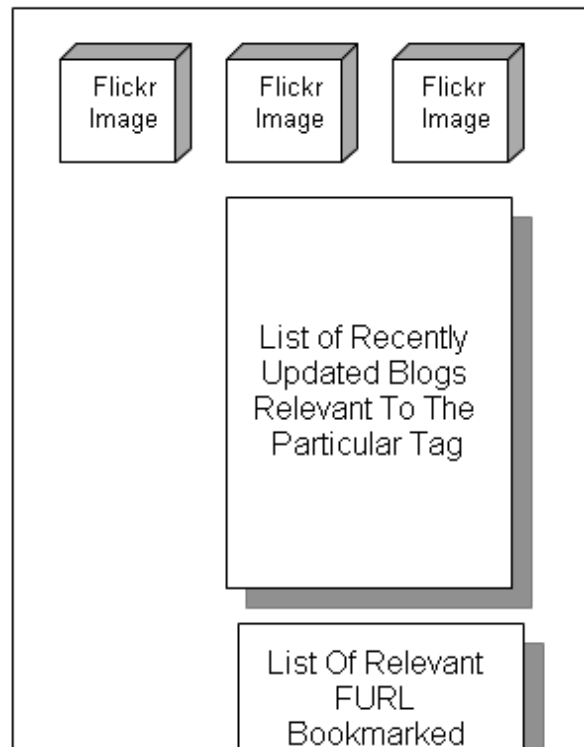 Flickr
Image
Flickr
Image
Flickr
Image
List of Recently
Updated Blogs
Relevant To The
Particular Tag
List Of Relevant
FURL
Bookmarked